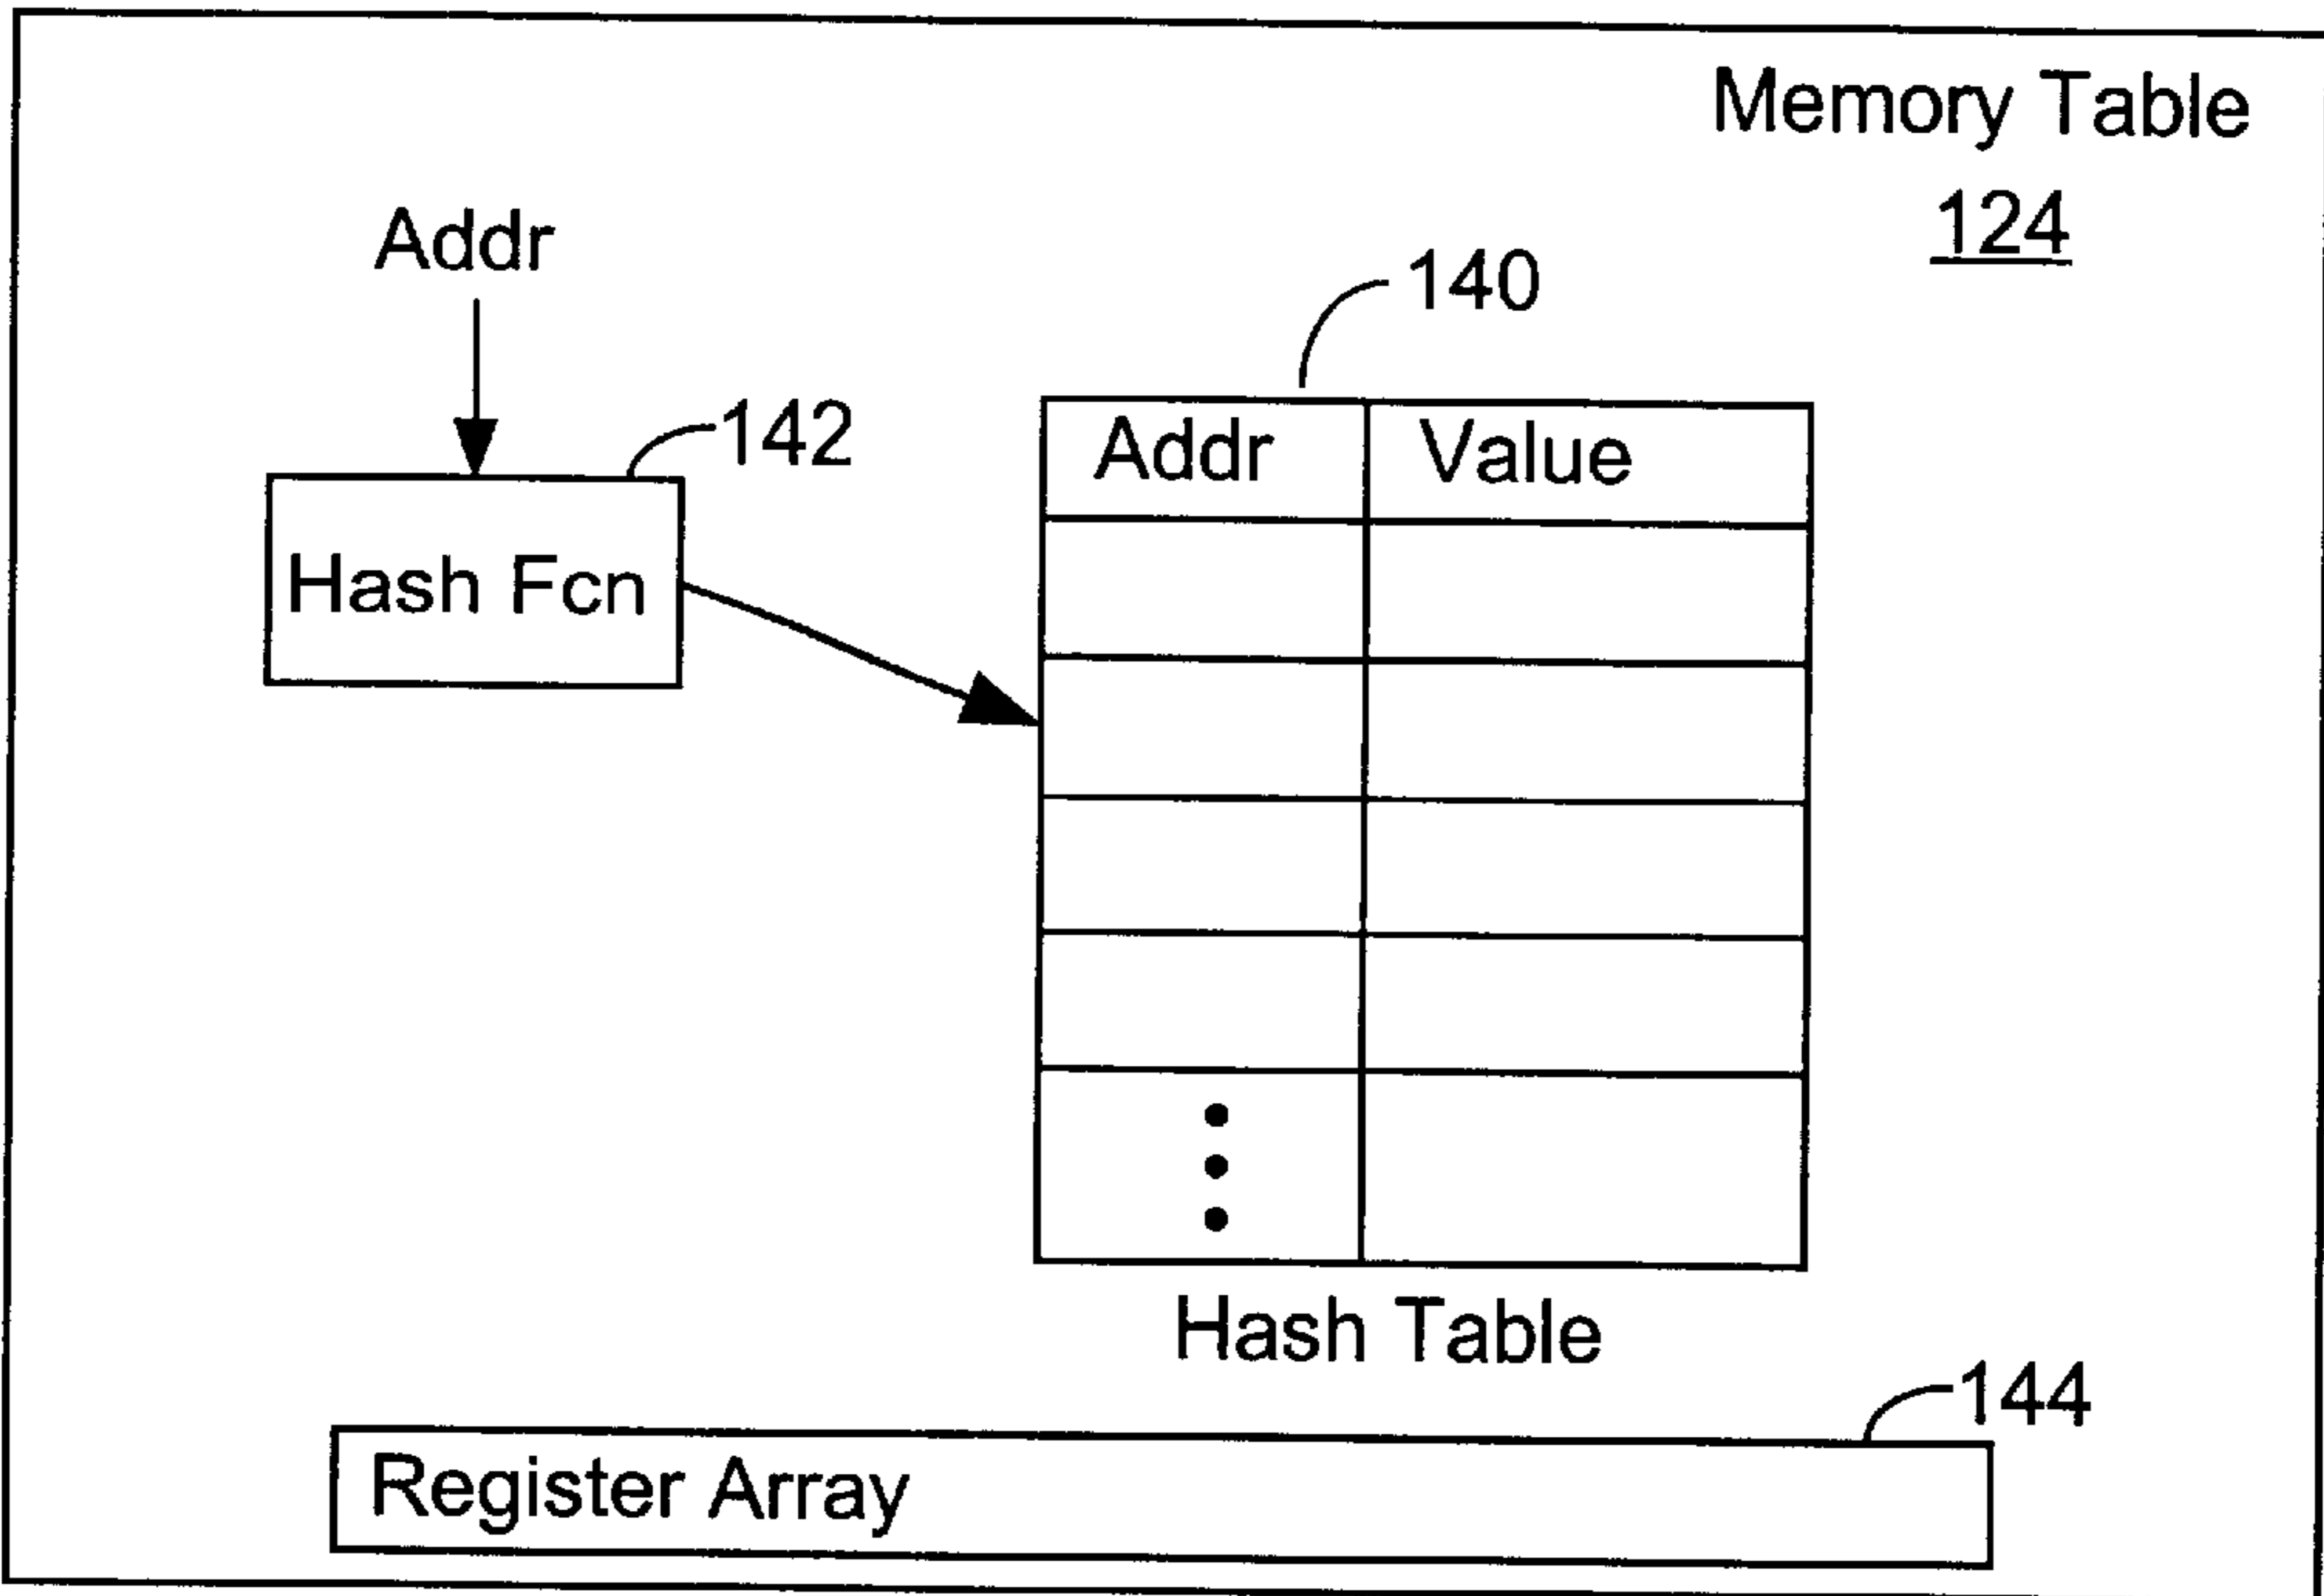 Memory Table
124
Addr
140
142
Addr Value
Hash Fcn
Hash Table
144
Register Array